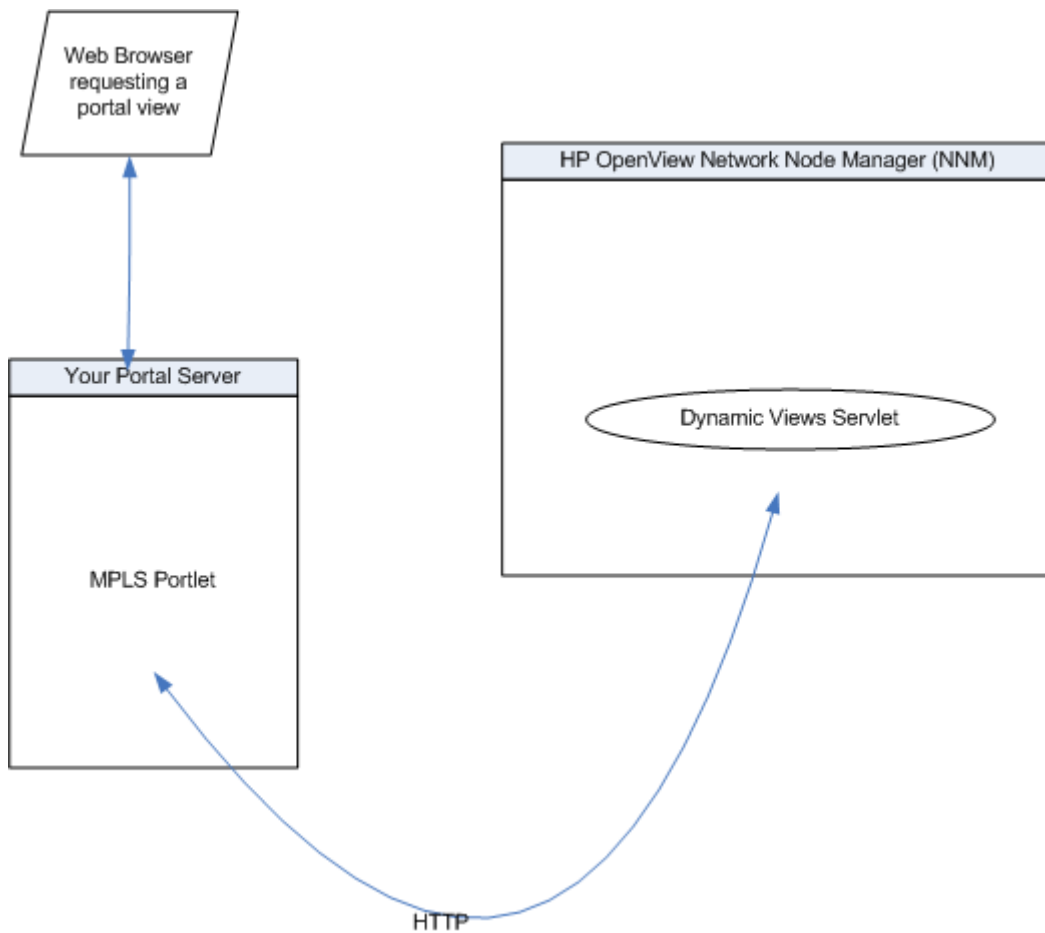 Web Browser
requesting a
portal view
HP OpenView Network Node Manager (NNM)
Your Portal Server
Dynamic Views Servlet
MPLS Portlet
HTTP